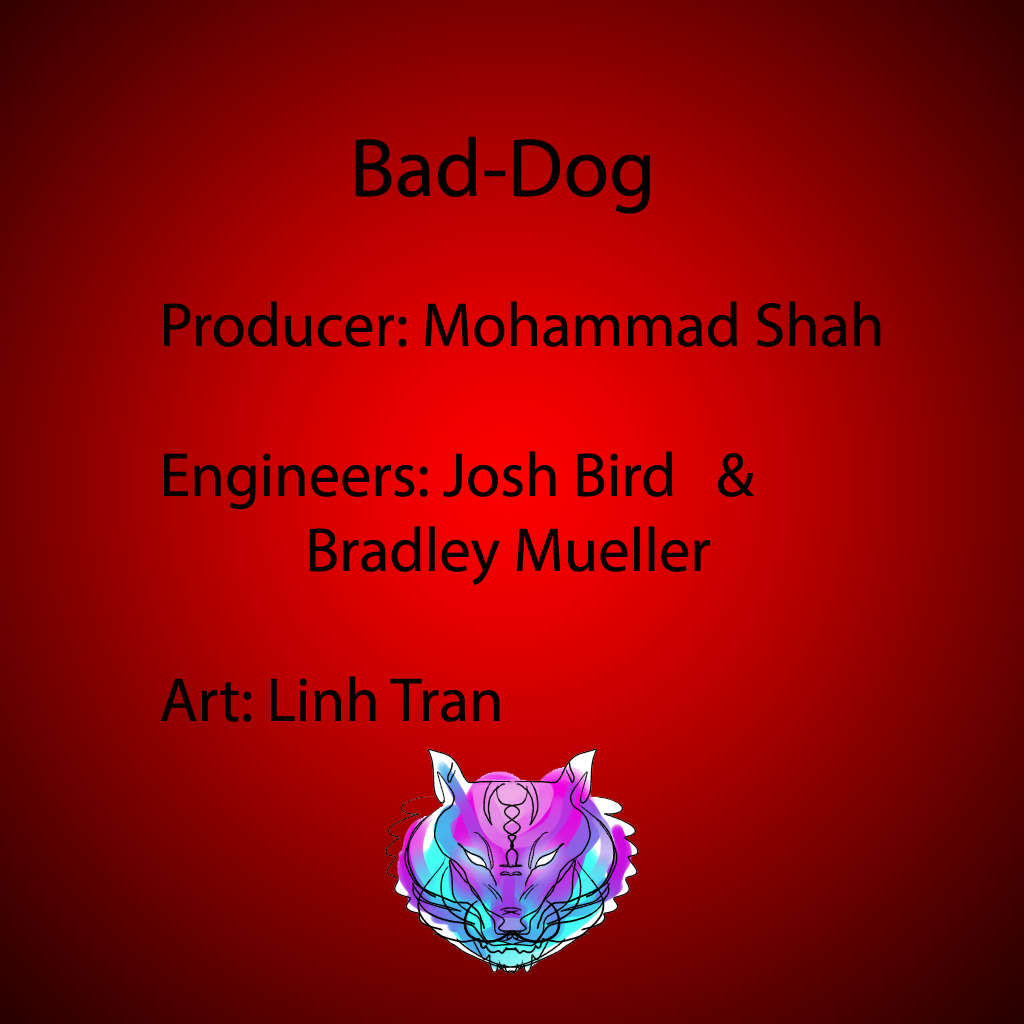 Bad-Dog
Producer: Mohammad Shah
Engineers: Josh Bird &
Bradley Mueller
Art: Linh Tran